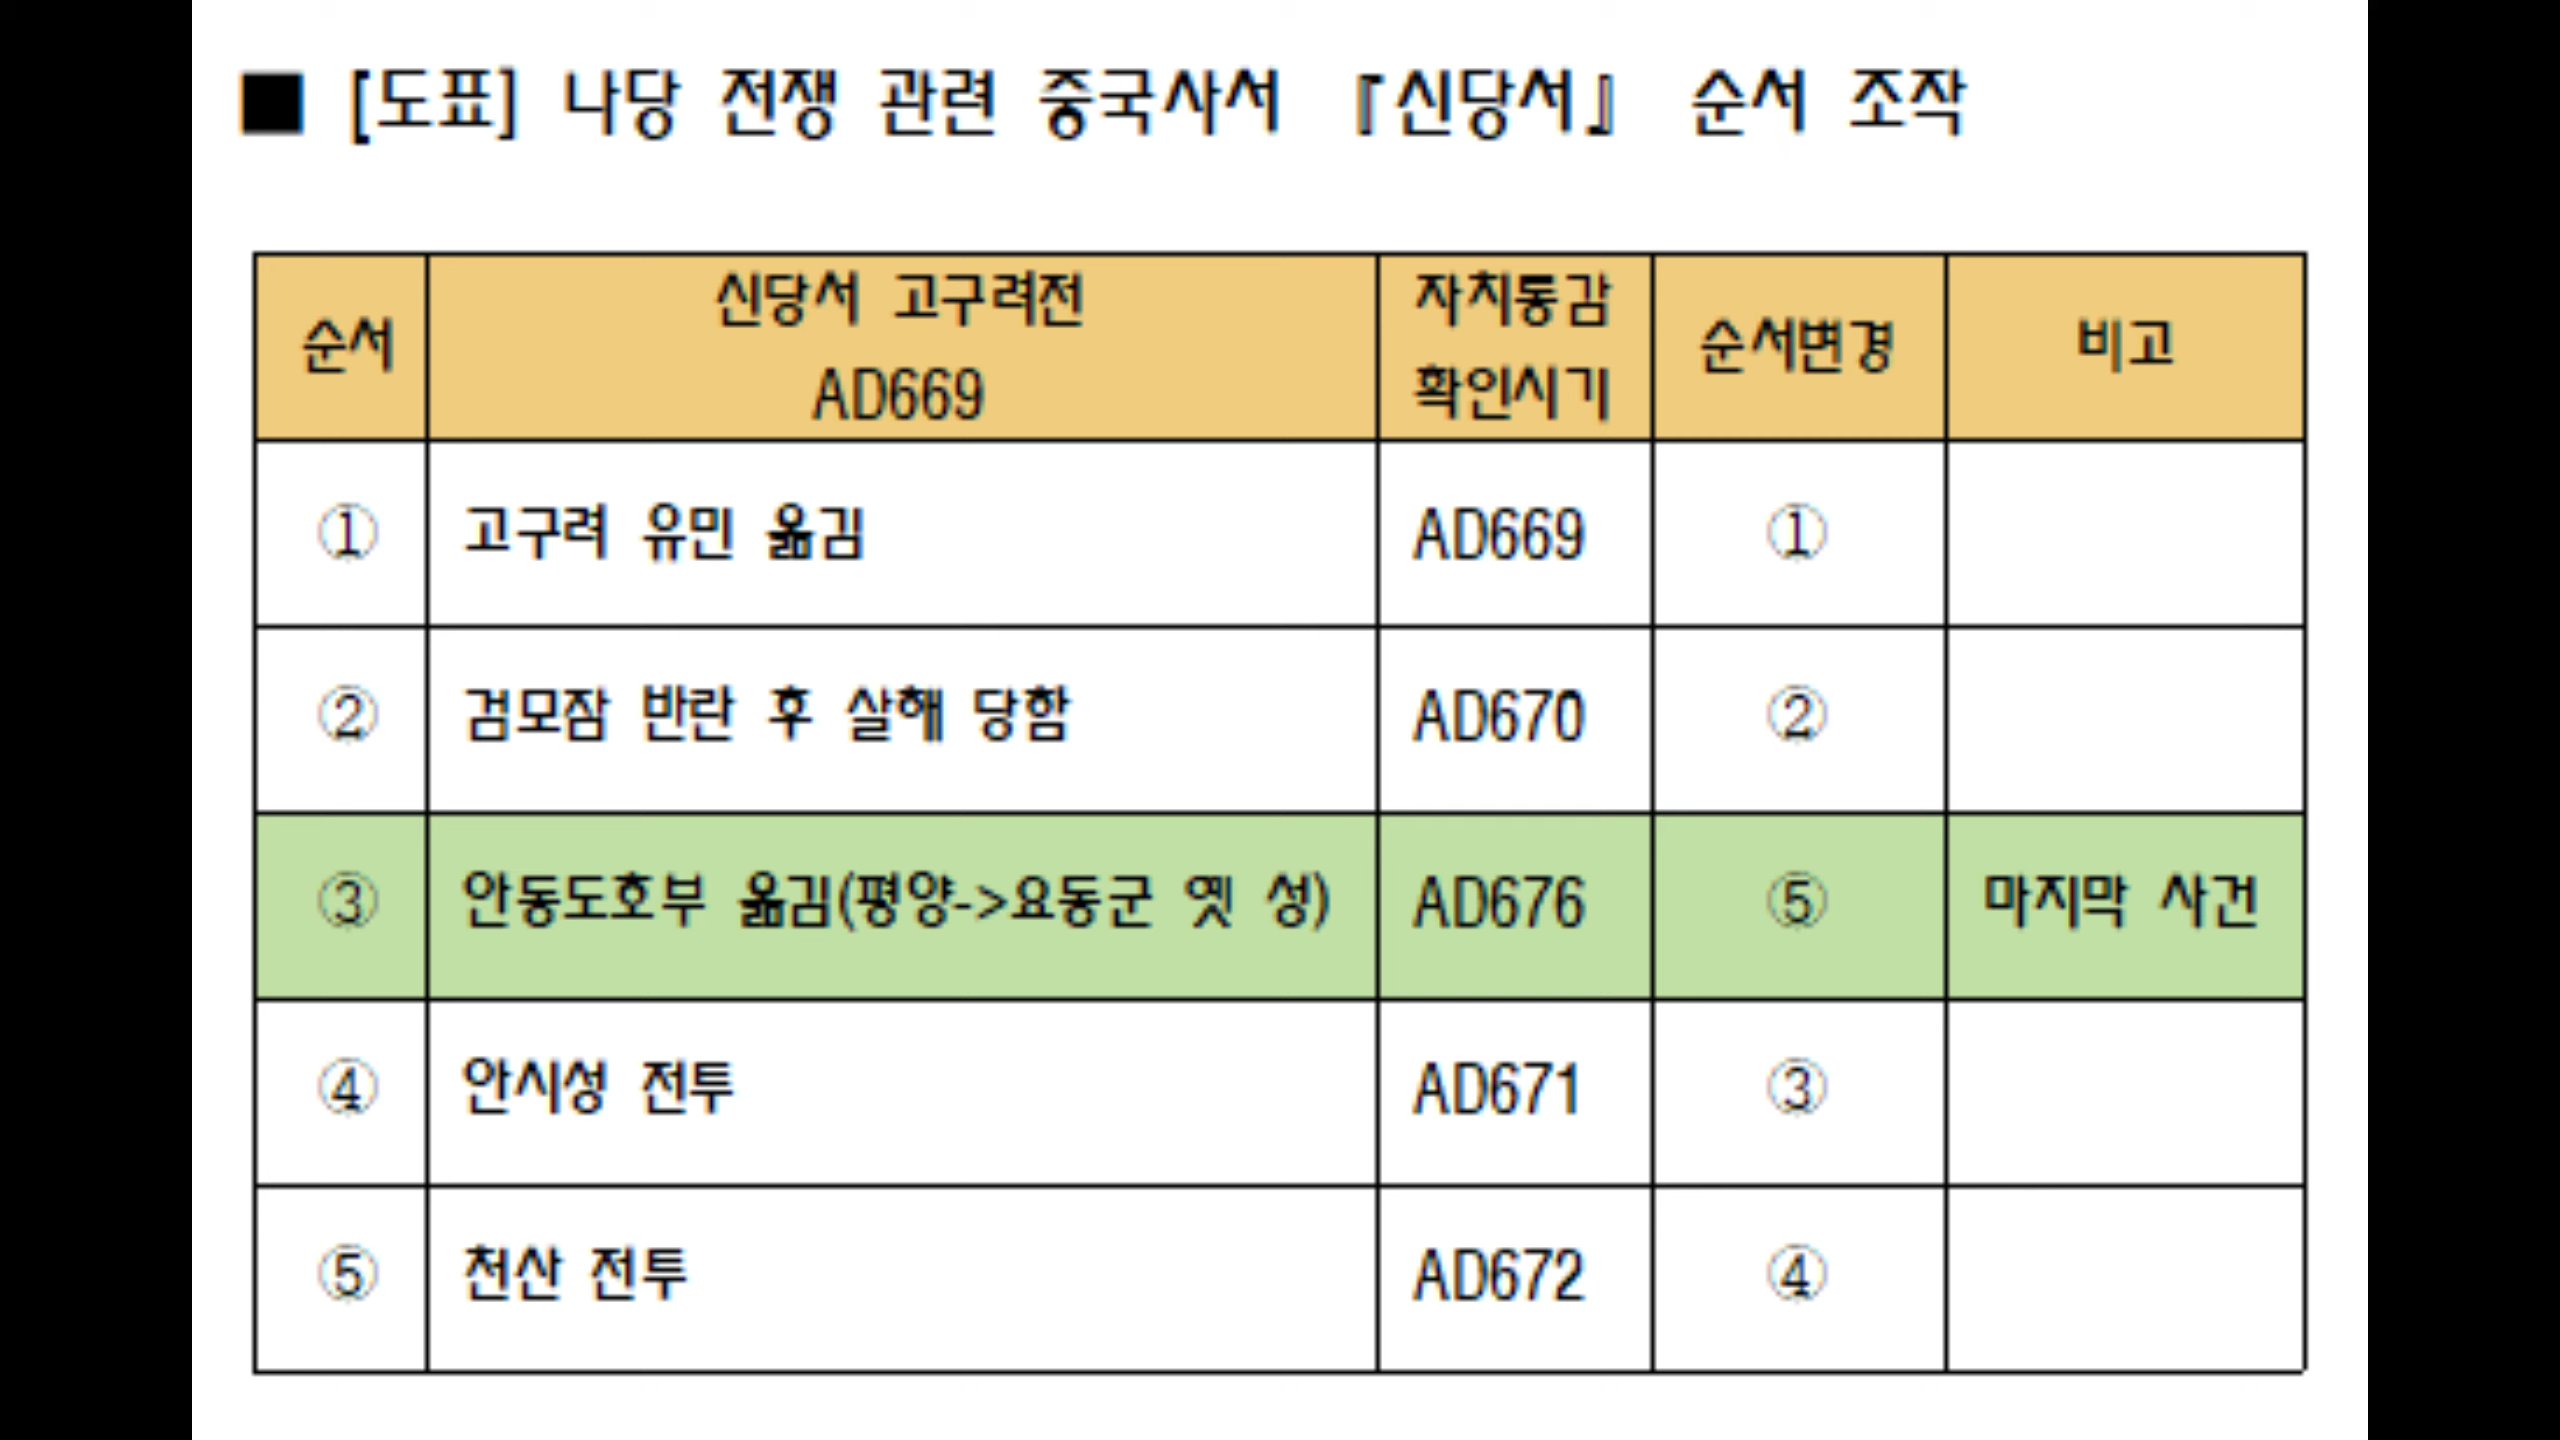 ■ [도표] 나당 전쟁 관련 중국사서 『신당서』 순서 조작
순서 신당서 고구려전 AD669 자치통감 확인시기 순서변경 비고
① 고구려 유민 옮김 AD669 ①
② 검모잠 반란 후 살해 당함 AD670 ②
③ 안동도호부 옮김(평양->요동군 옛 성) AD676 ⑤ 마지막 사건
④ 안시성 전투 AD671 ③
⑤ 천산 전투 AD672 ④